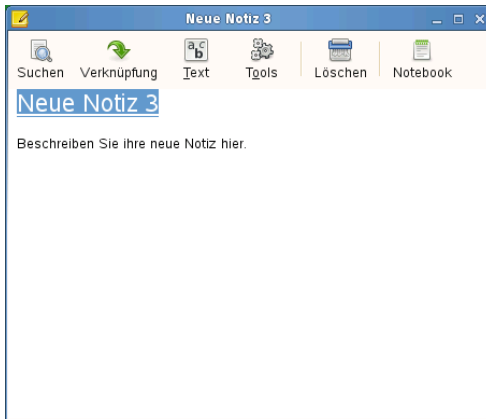 Neue Notiz 3
Suchen Verknüpfung Text Tools Löschen Notebook
Neue Notiz 3
Beschreiben Sie ihre neue Notiz hier.